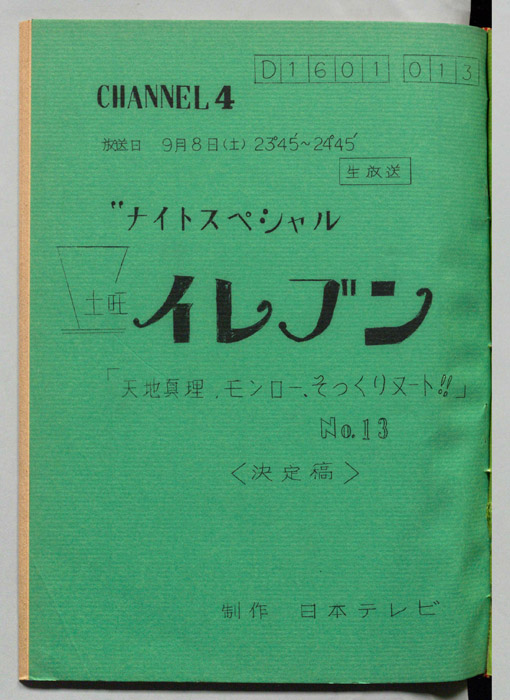 D1601 013
CHANNEL 4
放送日 9月8日(土) 23°45′~24°45′
生放送
"ナイトスペシャル
土旺 イレブン
「天地真理、モンロー、そっくりヌード!!」
No.13
〈決定稿〉
制作 日本テレビ